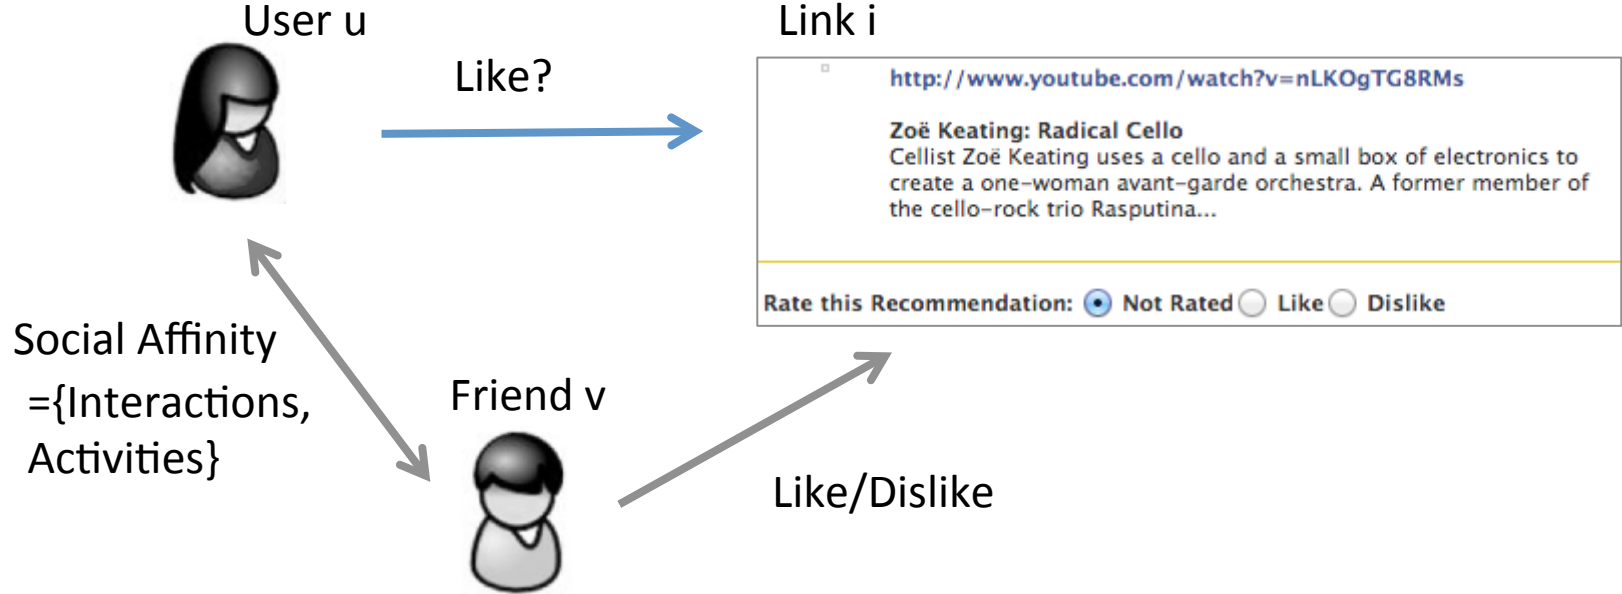 User u
Link i
Like?
http://www.youtube.com/watch?v=nLKOgTG8RMs
Zoë Keating: Radical Cello
Cellist Zoë Keating uses a cello and a small box of electronics to
create a one-woman avant-garde orchestra. A former member of
the cello-rock trio Rasputina...
Rate this Recommendation: Not Rated Like Dislike
Social Affinity
={Interactions,
Activities}
Friend v
Like/Dislike